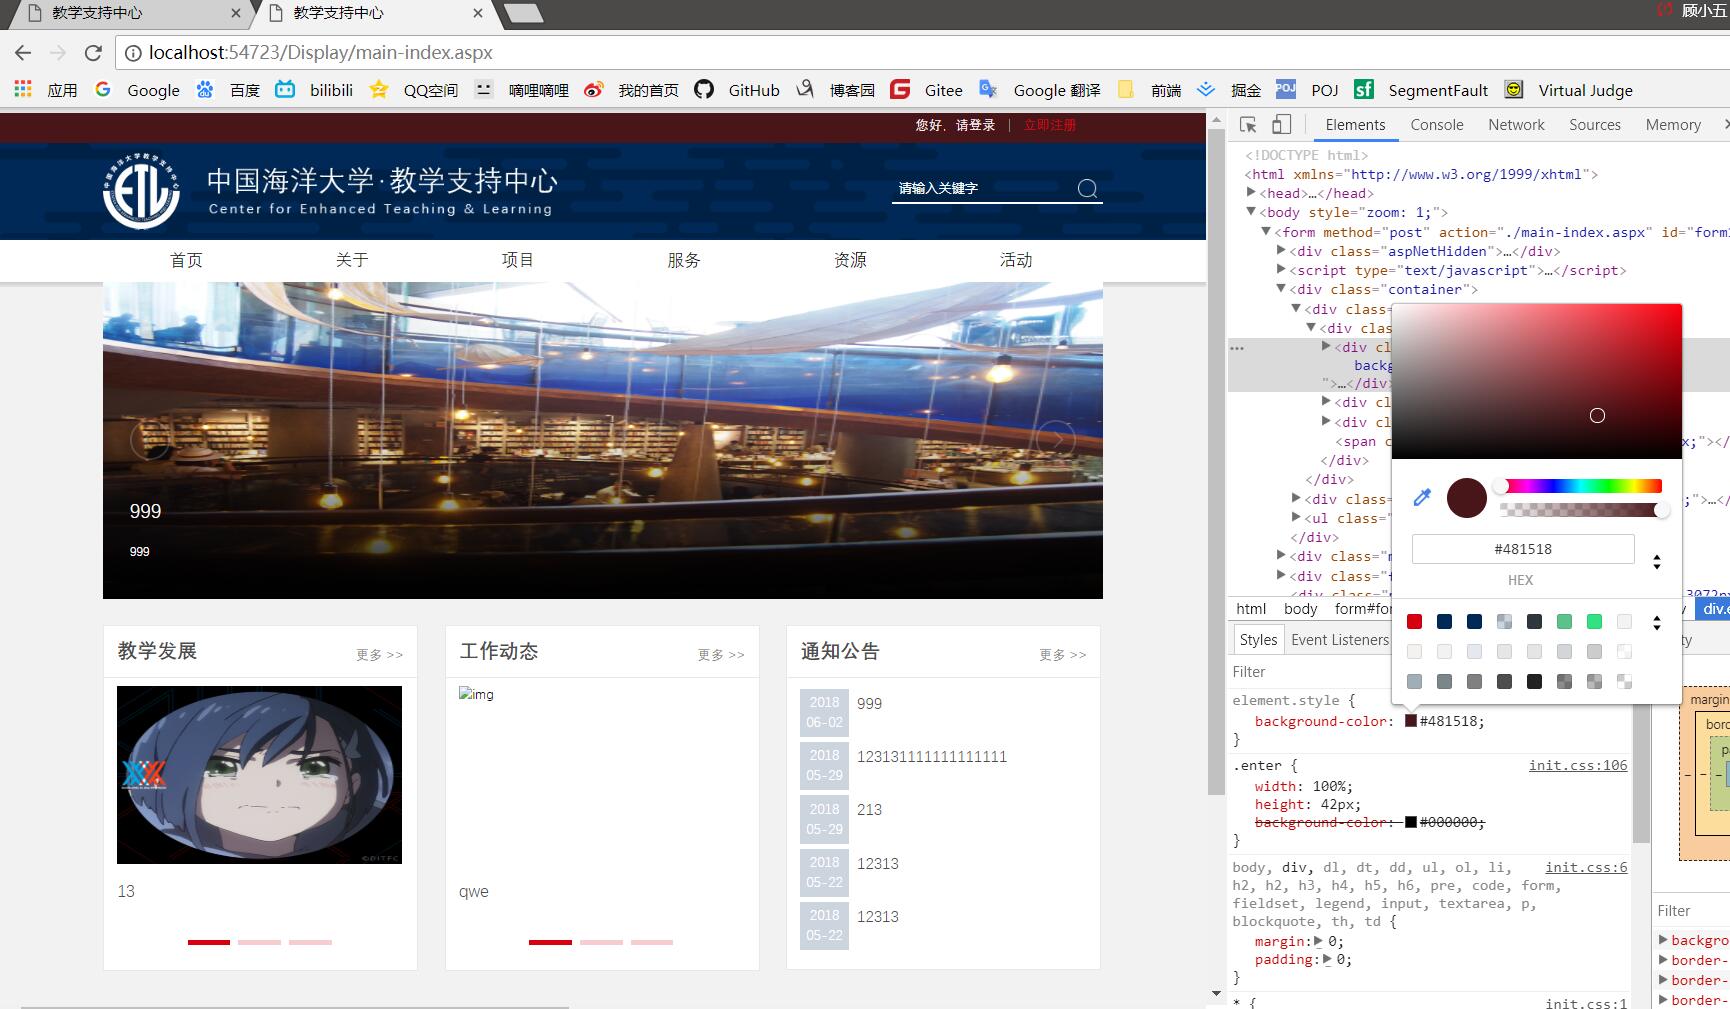 教学支持中心
教学支持中心
顾小五
localhost:54723/Display/main-index.aspx
应用 Google 百度 bilibili QQ空间 嘀哩嘀哩 我的首页 GitHub 博客园 Gitee Google 翻译 前端 掘金 POJ SegmentFault Virtual Judge
您好，请登录 | 立即注册
中国海洋大学·教学支持中心
Center for Enhanced Teaching & Learning
请输入关键字
首页 关于 项目 服务 资源 活动
999
999
教学发展 更多 >>
13
工作动态 更多 >>
img
qwe
通知公告 更多 >>
2018
06-02
999
2018
05-29
123131111111111111
2018
05-29
213
2018
05-22
12313
2018
05-22
12313
Elements Console Network Sources Memory
<!DOCTYPE html>
<html xmlns="http://www.w3.org/1999/xhtml">
<head>…</head>
<body style="zoom: 1;">
<form method="post" action="./main-index.aspx" id="form
<div class="aspNetHidden">…</div>
<script type="text/javascript">…</script>
<div class="container">
<div class=
<div clas
<div cl
backg
">…</div>
<div cl
<div cl
<span c x;"></
</div>
</div>
<div class= ;">…</
<ul class="
</div>
<div class="
<div class="
#481518
HEX
html body form#for div.e
Styles Event Listeners ty
Filter
element.style {
background-color: #481518;
}
.enter { init.css:106
width: 100%;
height: 42px;
background-color: #000000;
}
body, div, dl, dt, dd, ul, ol, li, init.css:6
h2, h2, h3, h4, h5, h6, pre, code, form,
fieldset, legend, input, textarea, p,
blockquote, th, td {
margin: 0;
padding: 0;
}
* { init.css:1
margin
bord
p
Filter
backgro
border-
border-
border-